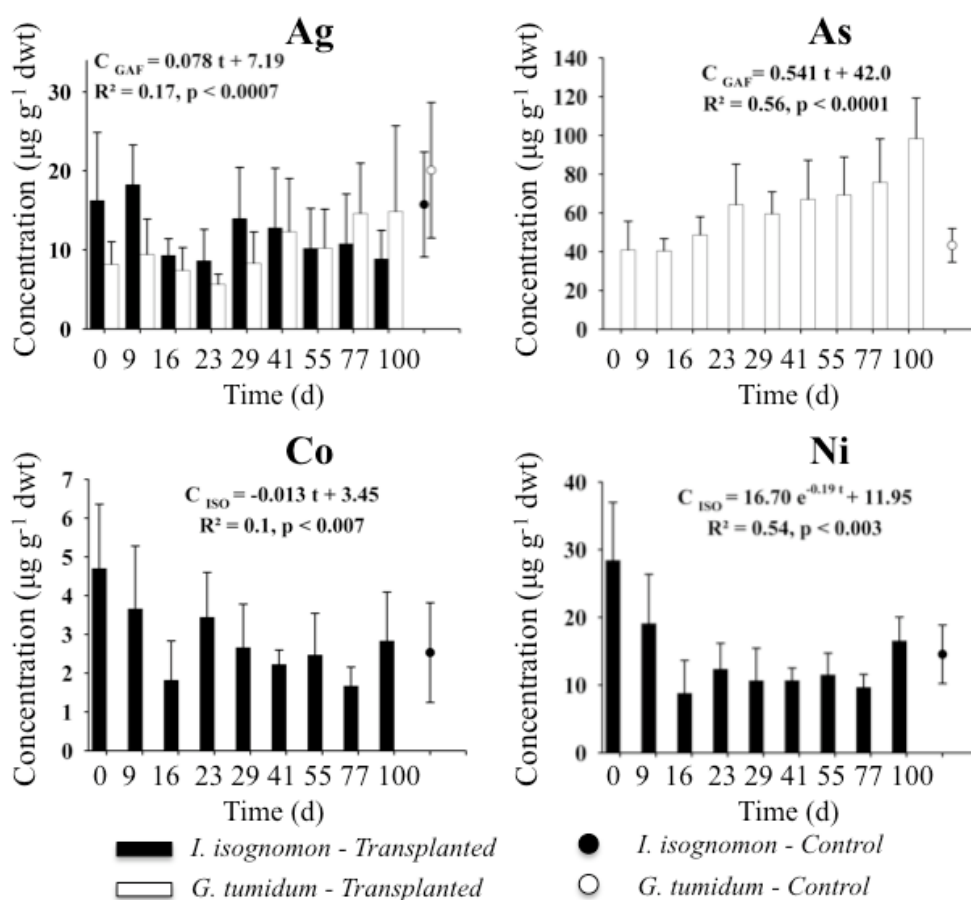 Ag
C GAF = 0.078 t + 7.19
R² = 0.17, p < 0.0007
Concentration (µg g⁻¹ dwt)
30
20
10
0
0 9 16 23 29 41 55 77 100
Time (d)
As
C GAF = 0.541 t + 42.0
R² = 0.56, p < 0.0001
Concentration (µg g⁻¹ dwt)
140
120
100
80
60
40
20
0
0 9 16 23 29 41 55 77 100
Time (d)
Co
C ISO = -0.013 t + 3.45
R² = 0.1, p < 0.007
Concentration (µg g⁻¹ dwt)
7
6
5
4
3
2
1
0
0 9 16 23 29 41 55 77 100
Time (d)
Ni
C ISO = 16.70 e⁻⁰·¹⁹ ᵗ + 11.95
R² = 0.54, p < 0.003
Concentration (µg g⁻¹ dwt)
40
30
20
10
0
0 9 16 23 29 41 55 77 100
Time (d)
I. isognomon - Transplanted
G. tumidum - Transplanted
I. isognomon - Control
G. tumidum - Control